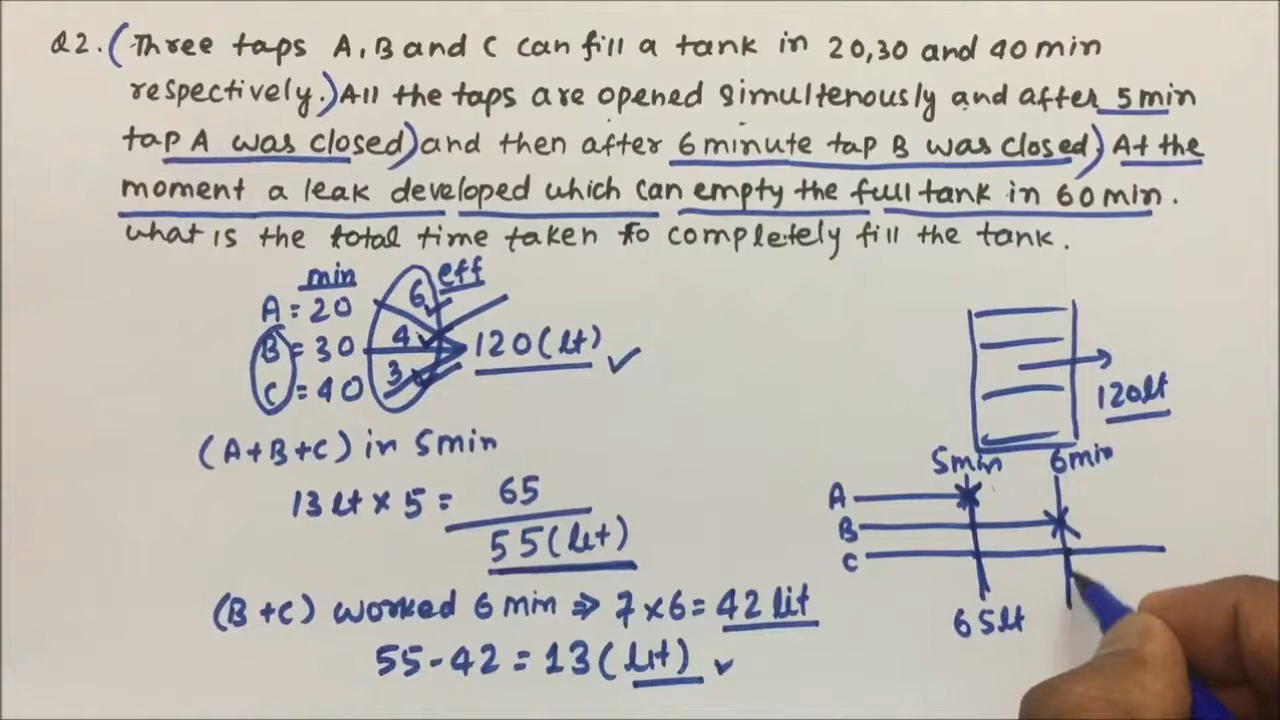 Q2. (Three taps A, B and C can fill a tank in 20,30 and 40 min
respectively.) All the taps are opened simultenously and after 5 min
tap A was closed) and then after 6 minute tap B was closed) At the
moment a leak developed which can empty the full tank in 60 min.
what is the total time taken to completely fill the tank.
min eff
A = 20 6
B = 30 4 120 (lt) ✓
C = 40 3
120lt
(A+B+C) in 5min
5min 6min
13 lt × 5 = 65
A
55 (lit)
B
C
(B+C) worked 6 min ⇒ 7×6 = 42 lit
65lt
55-42 = 13 (lit) ✓